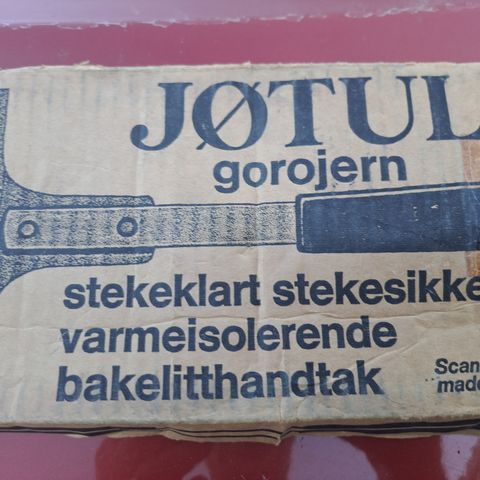 JØTUL
gorojern
stekeklart stekesikke
varmeisolerende
bakelitthandtak
Scan
made